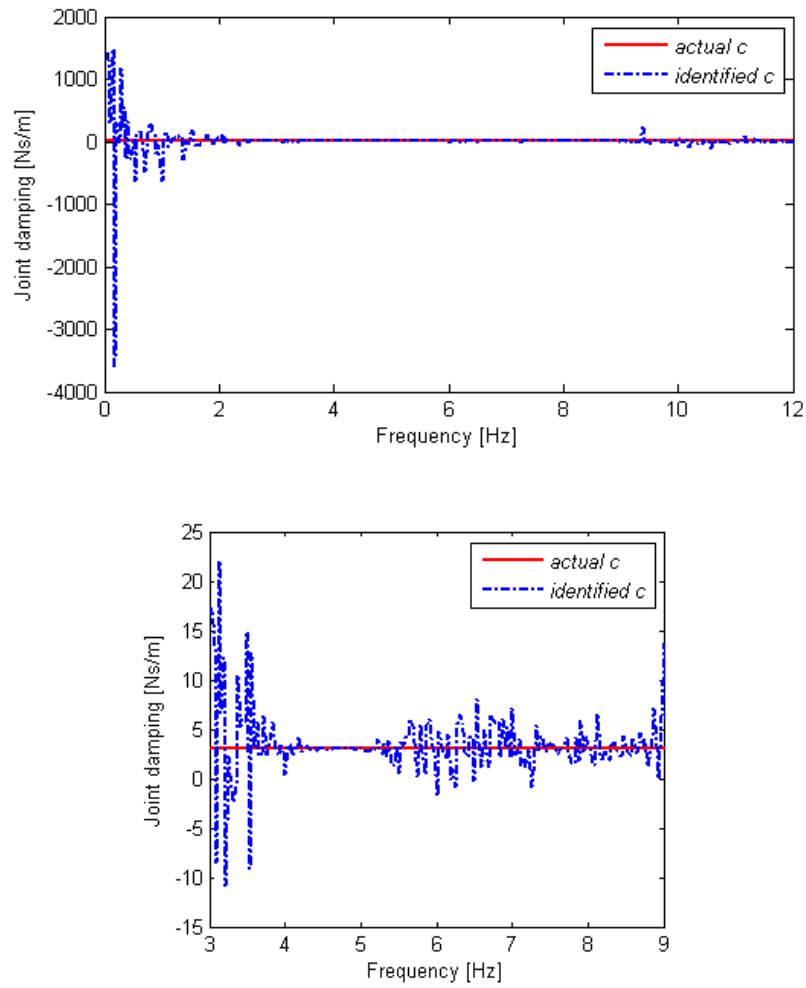 2000
1000
0
-1000
-2000
-3000
-4000
Joint damping [Ns/m]
actual c
identified c
0 2 4 6 8 10 12
Frequency [Hz]
25
20
15
10
5
0
-5
-10
-15
Joint damping [Ns/m]
actual c
identified c
3 4 5 6 7 8 9
Frequency [Hz]